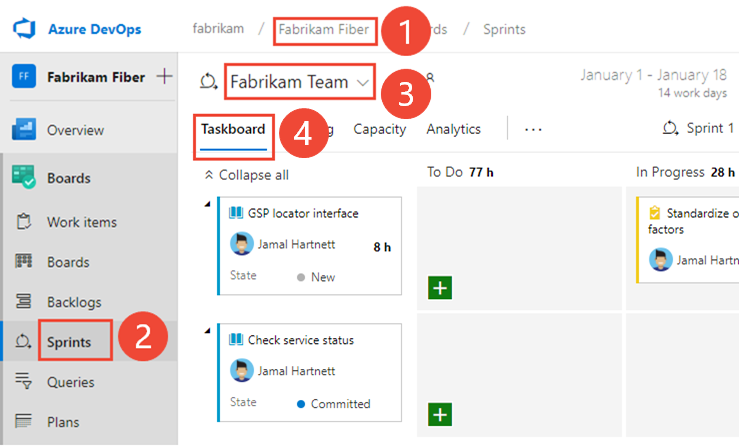 Azure DevOps
fabrikam / Fabrikam Fiber 1 rds / Sprints
FF Fabrikam Fiber +
Fabrikam Team 3
January 1 - January 18
14 work days
Overview
Taskboard 4 g Capacity Analytics ... Sprint 1
Boards
Collapse all
To Do 77 h
In Progress 28 h
Work items
GSP locator interface
Jamal Hartnett
8 h
State New
Standardize o
factors
Jamal Hartn
Boards
Backlogs
Sprints 2
Check service status
Jamal Hartnett
State Committed
Queries
Plans